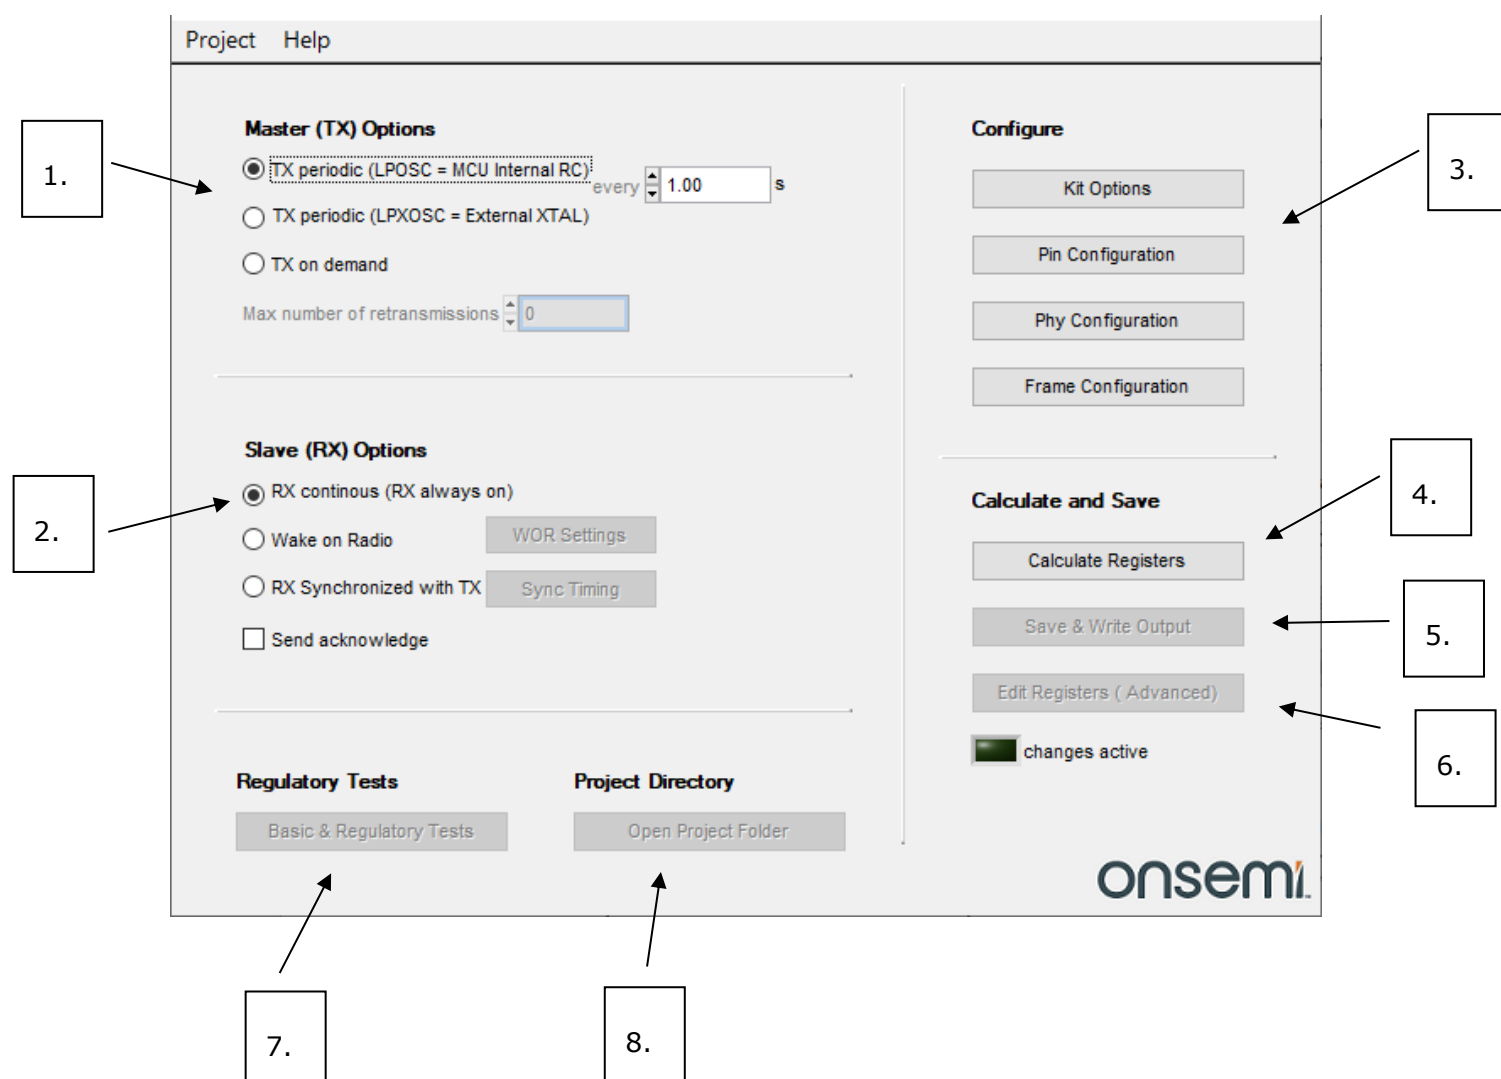 Project Help
Master (TX) Options
TX periodic (LPOSC = MCU Internal RC)
every 1.00 s
TX periodic (LPXOSC = External XTAL)
TX on demand
Max number of retransmissions 0
Slave (RX) Options
RX continous (RX always on)
Wake on Radio WOR Settings
RX Synchronized with TX Sync Timing
Send acknowledge
Regulatory Tests
Basic & Regulatory Tests
Project Directory
Open Project Folder
Configure
Kit Options
Pin Configuration
Phy Configuration
Frame Configuration
Calculate and Save
Calculate Registers
Save & Write Output
Edit Registers ( Advanced)
changes active
onsemi
1.
2.
3.
4.
5.
6.
7.
8.